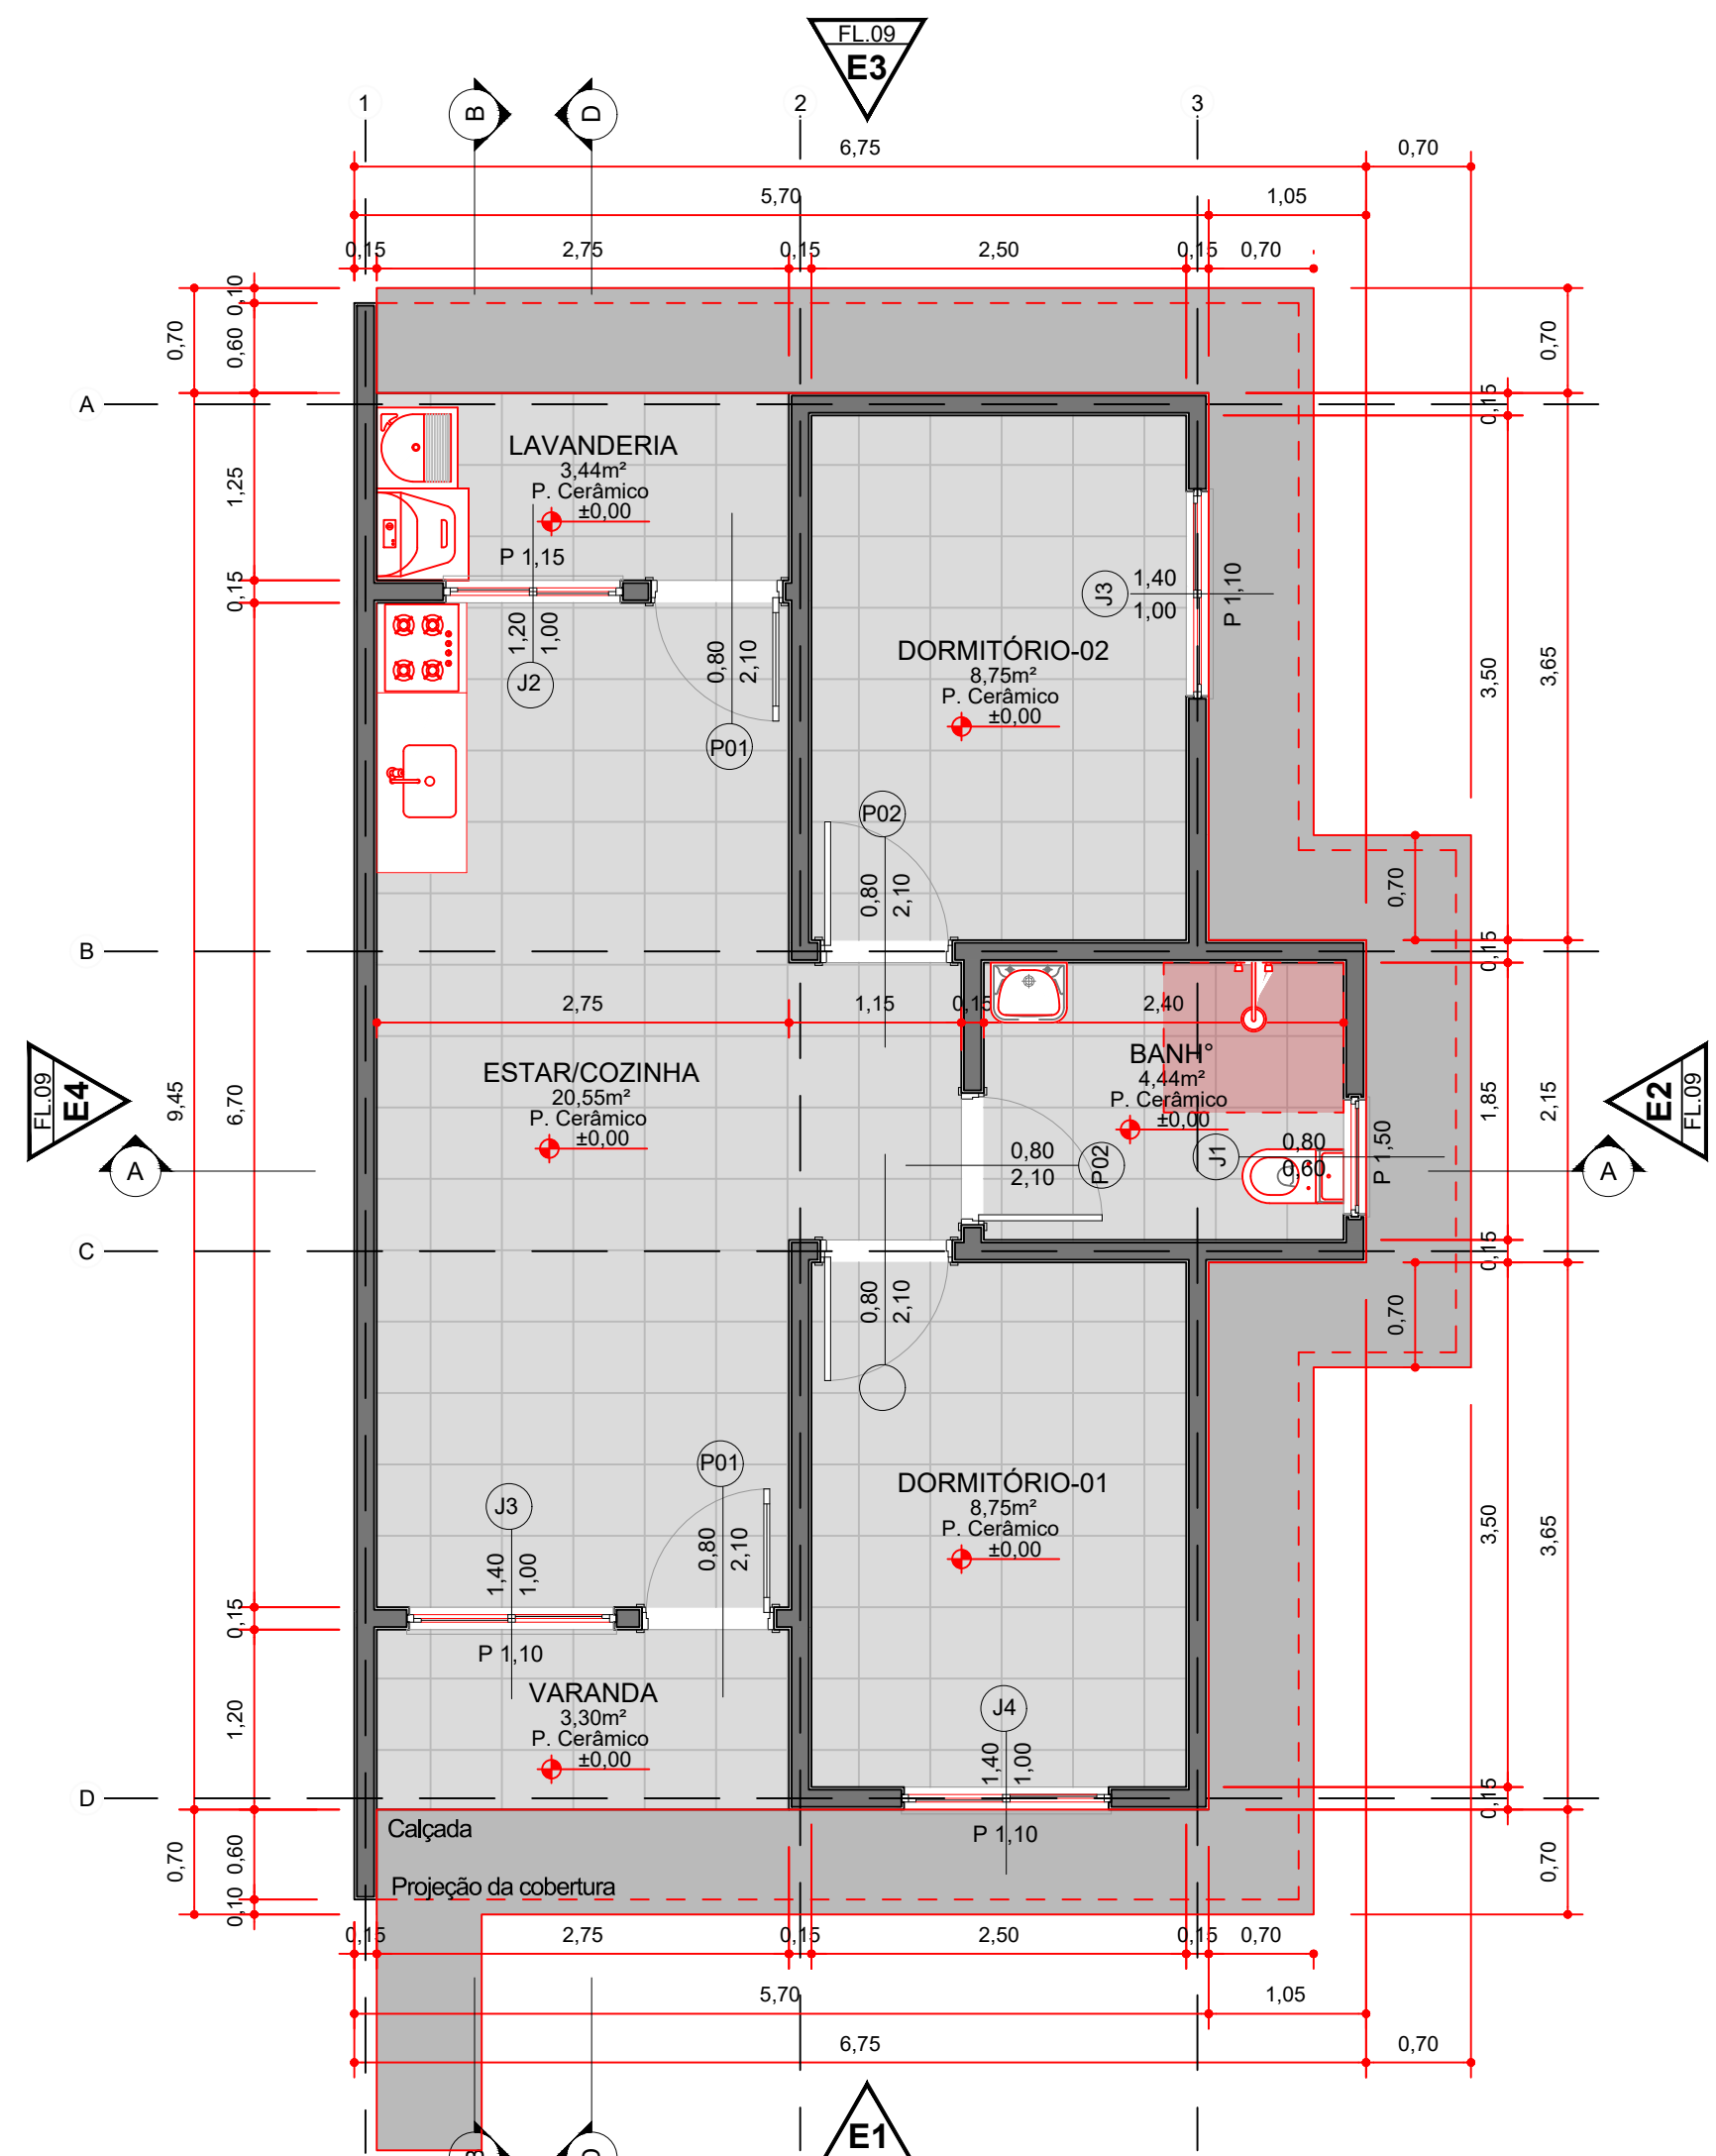 FL.09
E3
1
B
D
2
3
6,75
0,70
5,70
1,05
0,15
2,75
0,15
2,50
0,15
0,70
0,10
0,70
0,60
0,70
A
0,15
LAVANDERIA
3,44m²
P. Cerâmico
±0,00
P 1,15
1,25
0,15
1,20
1,00
J2
0,80
2,10
P01
J3
1,40
1,00
P 1,10
DORMITÓRIO-02
8,75m²
P. Cerâmico
±0,00
3,50
3,65
P02
0,80
2,10
0,70
B
0,15
2,75
1,15
0,15
2,40
FL.09
E4
9,45
6,70
ESTAR/COZINHA
20,55m²
P. Cerâmico
±0,00
BANH°
4,44m²
P. Cerâmico
±0,00
0,80
2,10
P02
J1
0,80
0,60
P 1,50
1,85
2,15
E2
FL.09
A
A
C
0,15
0,80
2,10
0,70
P01
J3
1,40
1,00
0,80
2,10
DORMITÓRIO-01
8,75m²
P. Cerâmico
±0,00
3,50
3,65
0,15
P 1,10
VARANDA
3,30m²
P. Cerâmico
±0,00
1,20
J4
1,40
1,00
D
0,15
P 1,10
Calçada
0,70
0,60
0,70
Projeção da cobertura
0,10
0,15
2,75
0,15
2,50
0,15
0,70
5,70
1,05
6,75
0,70
E1